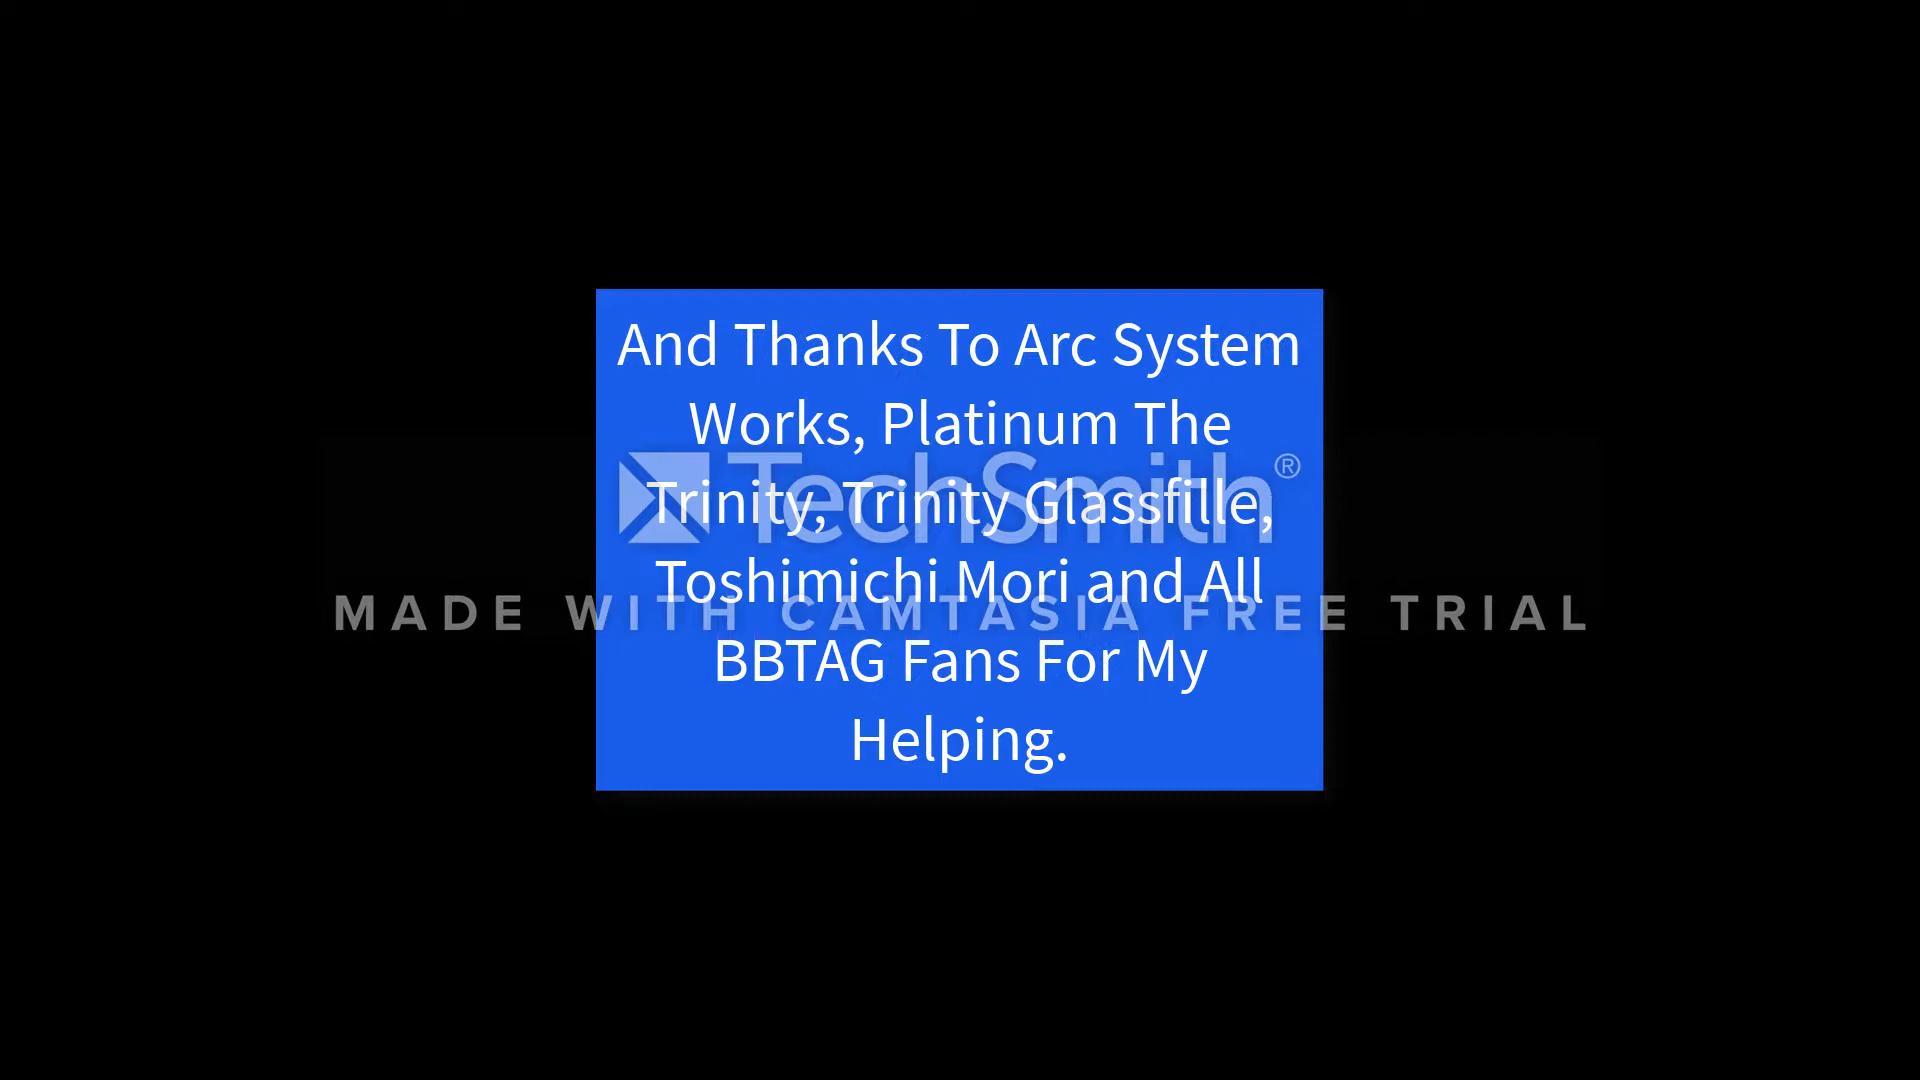 And Thanks To Arc System
Works, Platinum The
Trinity, Trinity Glassfille,
Toshimichi Mori and All
BBTAG Fans For My
Helping.
TechSmith®
MADE WITH CAMTASIA FREE TRIAL